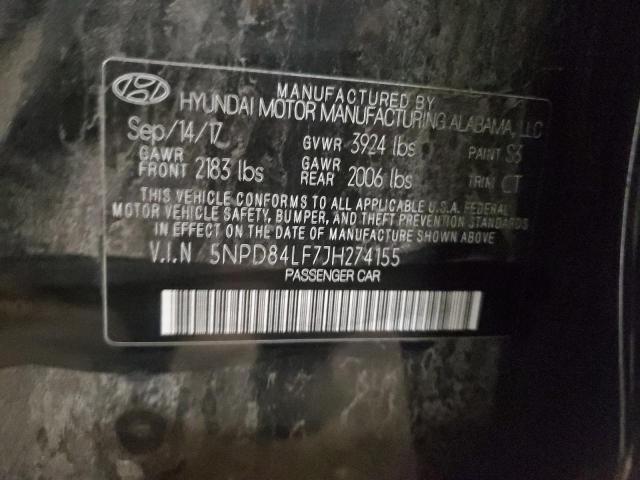 MANUFACTURED BY
HYUNDAI MOTOR MANUFACTURING ALABAMA, LLC
Sep/14/17 GVWR 3924 lbs PAINT S3
GAWR FRONT 2183 lbs GAWR REAR 2006 lbs TRIM CT
THIS VEHICLE CONFORMS TO ALL APPLICABLE U.S.A. FEDERAL
MOTOR VEHICLE SAFETY, BUMPER, AND THEFT PREVENTION STANDARDS
IN EFFECT ON THE DATE OF MANUFACTURE SHOWN ABOVE
V.I.N 5NPD84LF7JH274155
PASSENGER CAR